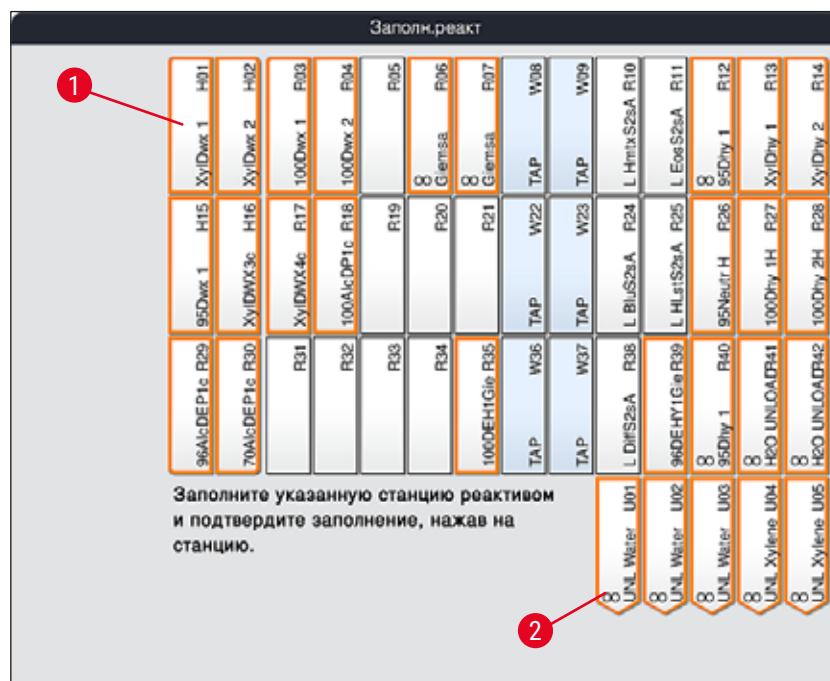 Заполн.реакт
1
XylDwx 1 H01
XylDwx 2 H02
100Dwx 1 R03
100Dwx 2 R04
R05
∞ Giemsa R06
∞ Giemsa R07
TAP W08
TAP W09
L HmtxS2sA R10
L EosS2sA R11
∞ 95Dhy 1 R12
XylDhy 1 R13
XylDhy 2 R14
95Dwx 1 H15
XylDWX3c H16
XylDWX4c R17
100AlcDP1c R18
R19
R20
R21
TAP W22
TAP W23
L BluS2sA R24
L HLstS2sA R25
95Neutr H R26
100Dhy 1H R27
100Dhy 2H R28
96AlcDEP1c R29
70AlcDEP1c R30
R31
R32
R33
R34
100DEH1Gie R35
TAP W36
TAP W37
L DiffS2sA R38
96DEHY1Gie R39
∞ 95Dhy 1 R40
∞ H2O UNLOADR41
∞ H2O UNLOADR42
Заполните указанную станцию реактивом
и подтвердите заполнение, нажав на
станцию.
∞ UNL Water U01
∞ UNL Water U02
∞ UNL Water U03
∞ UNL Xylene U04
∞ UNL Xylene U05
2